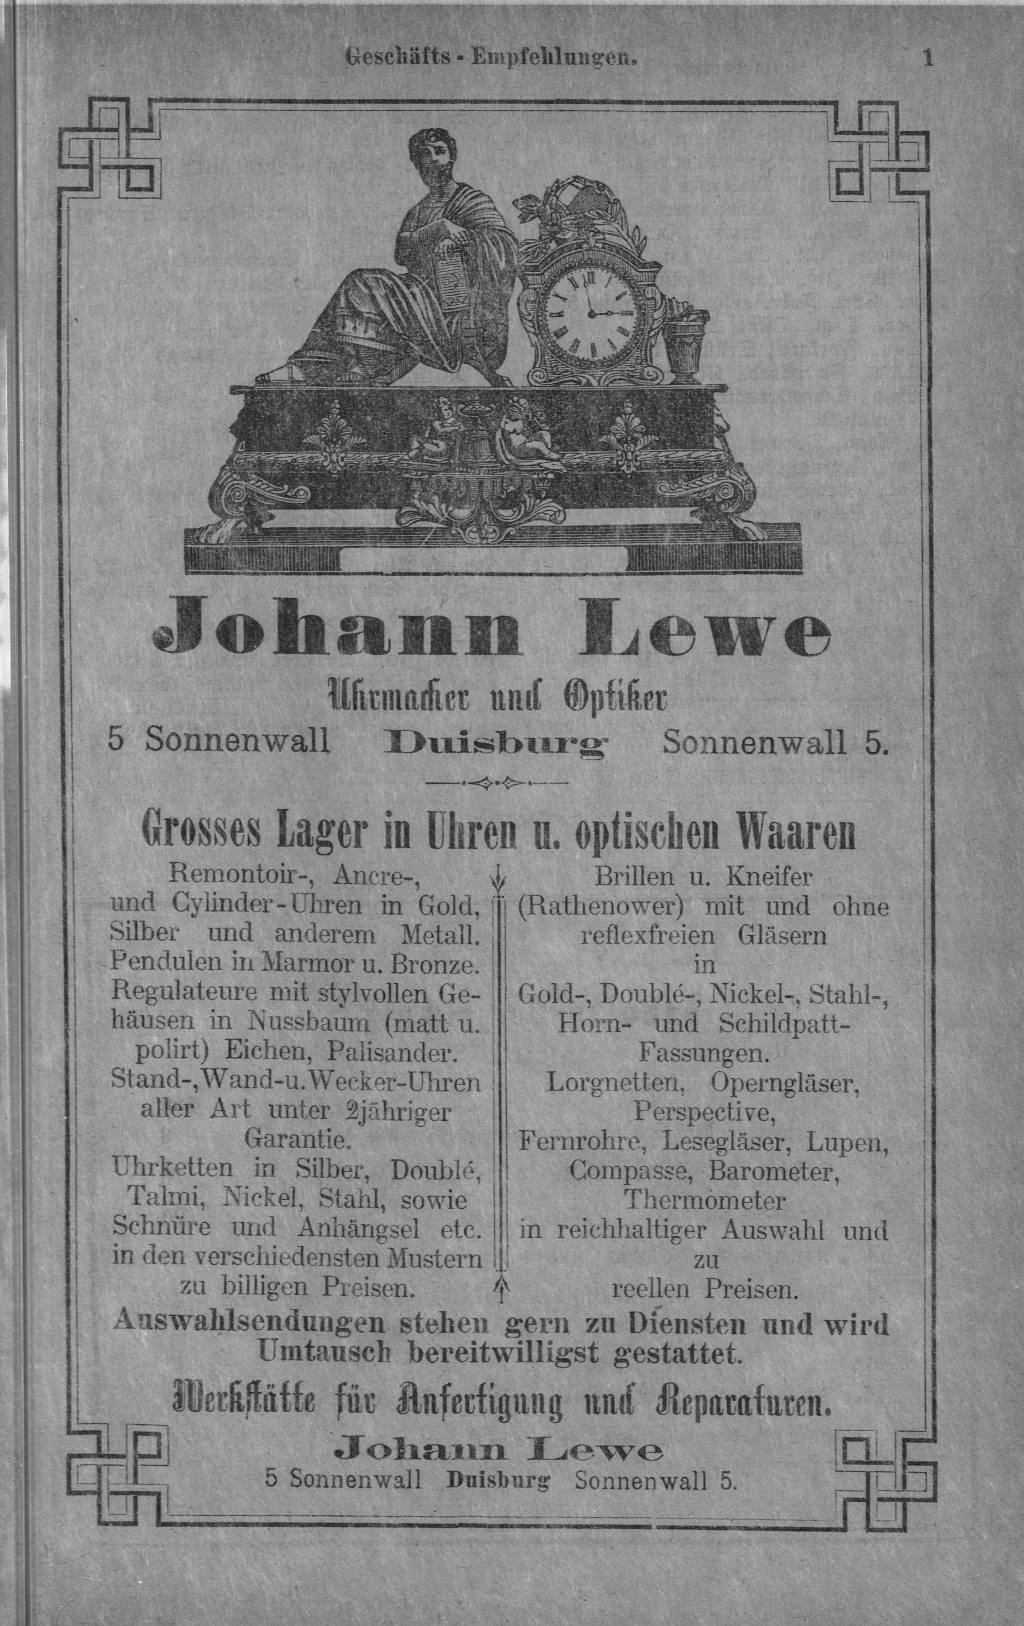 Geschäfts - Empfehlungen.
1
Johann Lewe
Uhrmacher und Optiker
5 Sonnenwall Duisburg Sonnenwall 5.
Grosses Lager in Uhren u. optischen Waaren
Remontoir-, Ancre-,
und Cylinder-Uhren in Gold,
Silber und anderem Metall.
Pendulen in Marmor u. Bronze.
Regulateure mit stylvollen Ge-
häusen in Nussbaum (matt u.
polirt) Eichen, Palisander.
Stand-, Wand-u. Wecker-Uhren
aller Art unter 2jähriger
Garantie.
Uhrketten in Silber, Doublé,
Talmi, Nickel, Stahl, sowie
Schnüre und Anhängsel etc.
in den verschiedensten Mustern
zu billigen Preisen.
Brillen u. Kneifer
(Rathenower) mit und ohne
reflexfreien Gläsern
in
Gold-, Doublé-, Nickel-, Stahl-,
Horn- und Schildpatt-
Fassungen.
Lorgnetten, Operngläser,
Perspective,
Fernrohre, Lesegläser, Lupen,
Compasse, Barometer,
Thermometer
in reichhaltiger Auswahl und
zu
reellen Preisen.
Auswahlsendungen stehen gern zu Diensten und wird
Umtausch bereitwilligst gestattet.
Werkstätte für Anfertigung und Reparaturen.
Johann Lewe
5 Sonnenwall Duisburg Sonnenwall 5.